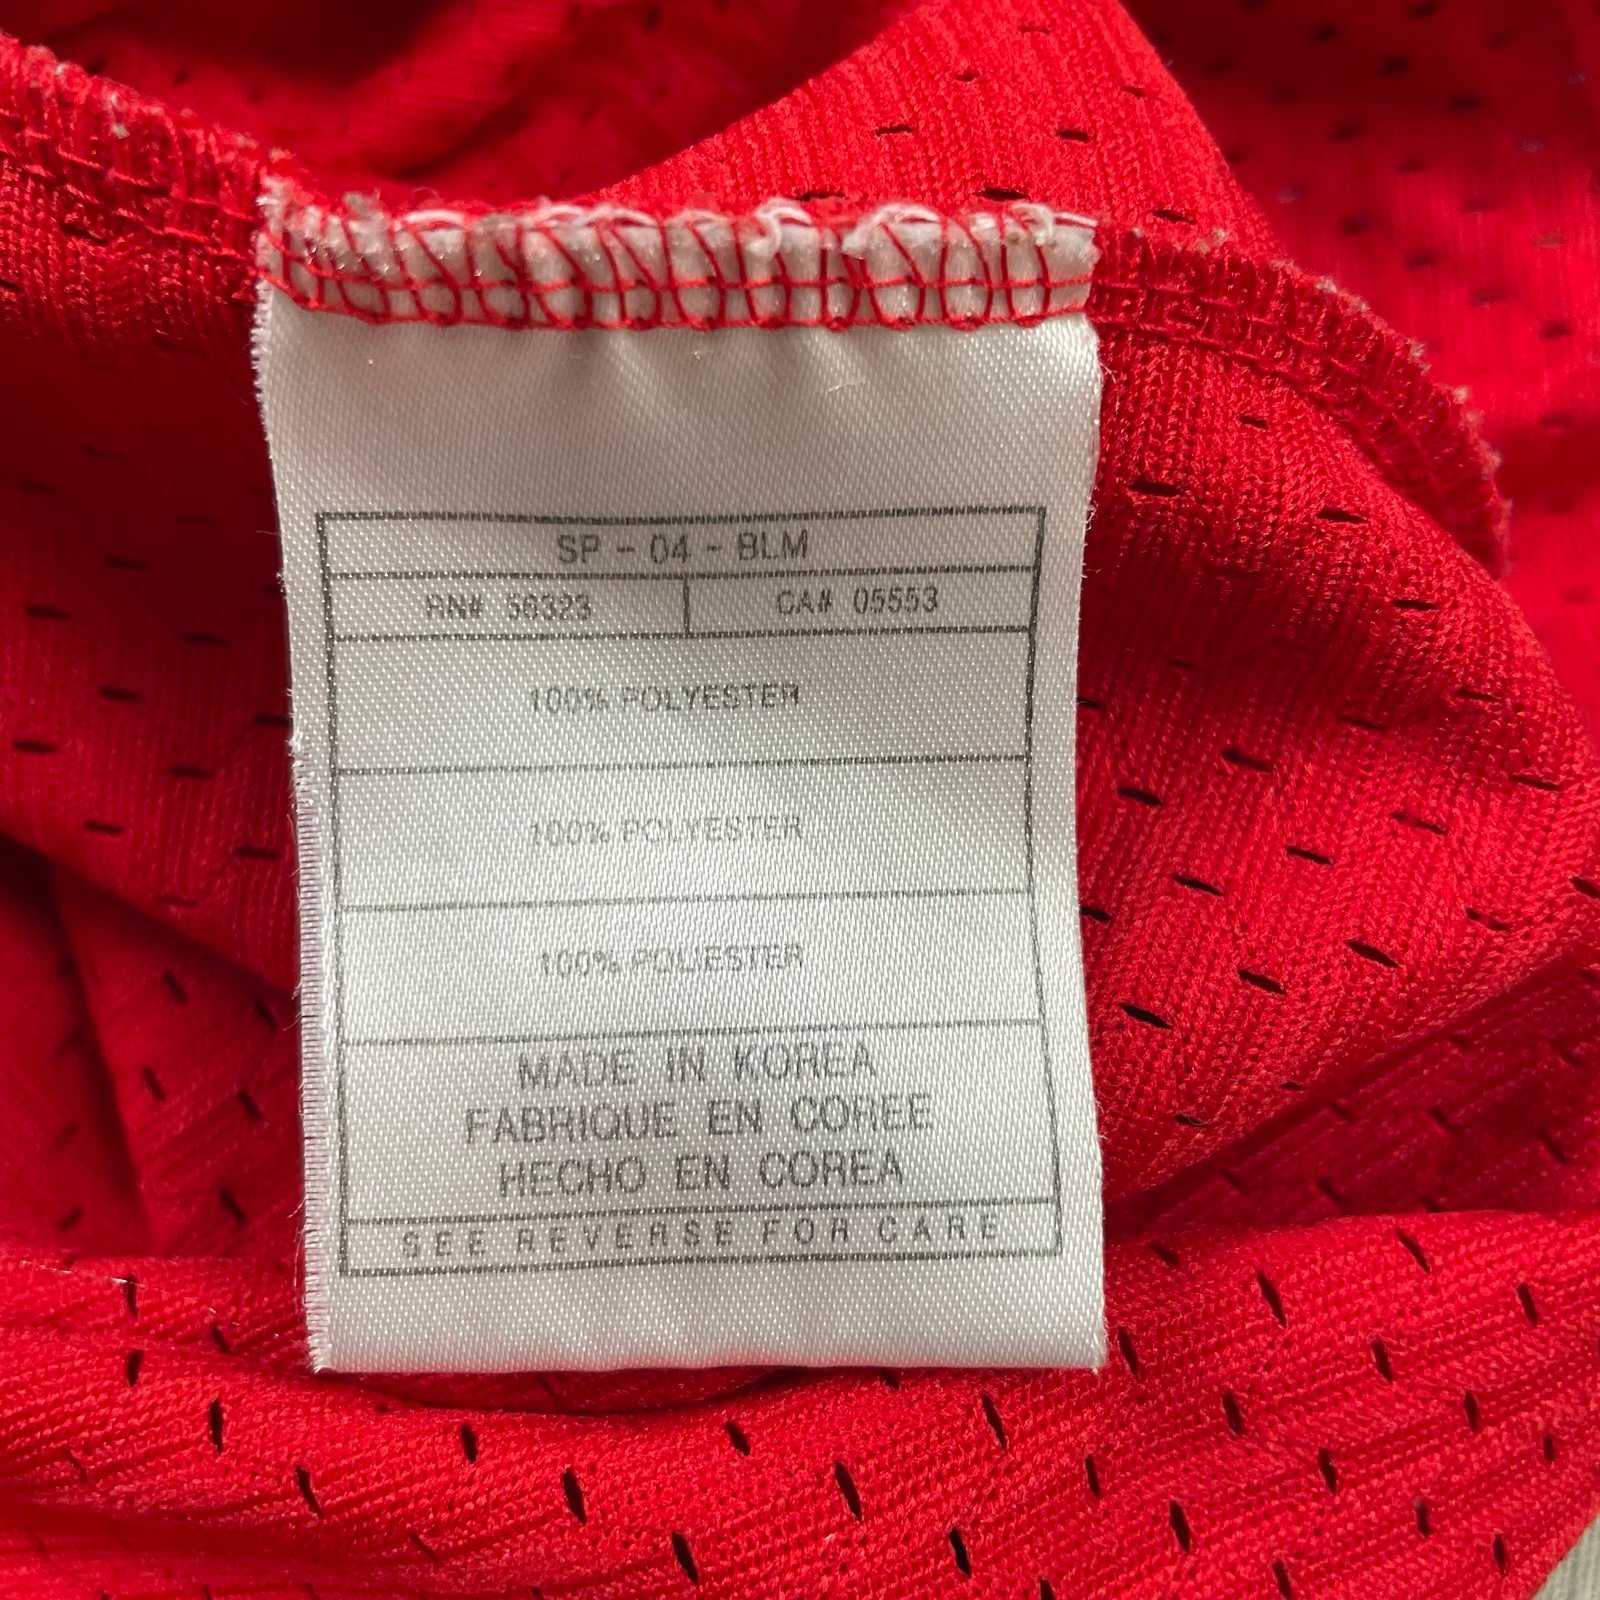 SP - 04 - BLM
RN# 56323 CA# 05553
100% POLYESTER
100% POLYESTER
100% POLIESTER
MADE IN KOREA
FABRIQUE EN COREE
HECHO EN COREA
SEE REVERSE FOR CARE